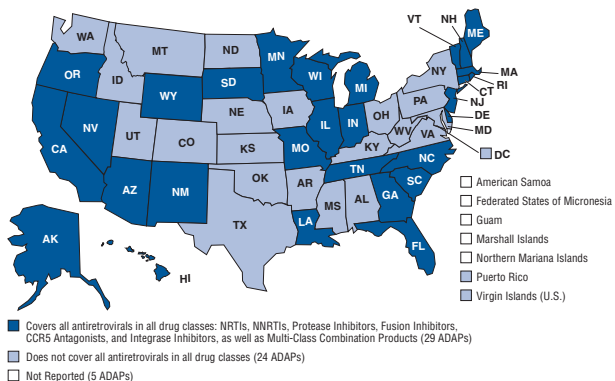 WA
MT
ND
MN
VT
NH
ME
OR
ID
SD
WI
MI
NY
MA
RI
CT
WY
NE
IA
PA
NJ
NV
UT
CO
IL
IN
OH
DE
MD
CA
KS
MO
KY
WV
VA
DC
AZ
NM
OK
AR
TN
NC
SC
TX
LA
MS
AL
GA
FL
AK
HI
American Samoa
Federated States of Micronesia
Guam
Marshall Islands
Northern Mariana Islands
Puerto Rico
Virgin Islands (U.S.)
Covers all antiretrovirals in all drug classes: NRTIs, NNRTIs, Protease Inhibitors, Fusion Inhibitors,
CCR5 Antagonists, and Integrase Inhibitors, as well as Multi-Class Combination Products (29 ADAPs)
Does not cover all antiretrovirals in all drug classes (24 ADAPs)
Not Reported (5 ADAPs)